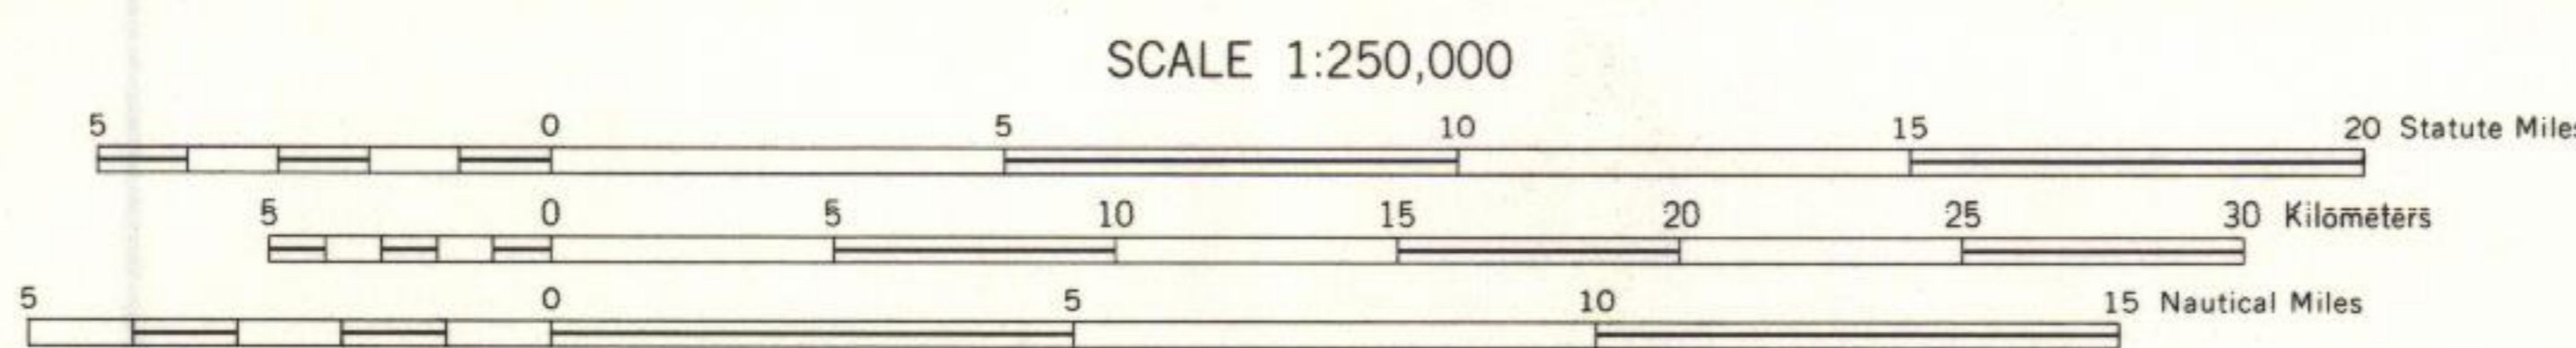 SCALE 1:250,000
5 0 5 10 15 20 Statute Miles
5 0 5 10 15 20 25 30 Kilometers
5 0 5 10 15 Nautical Miles